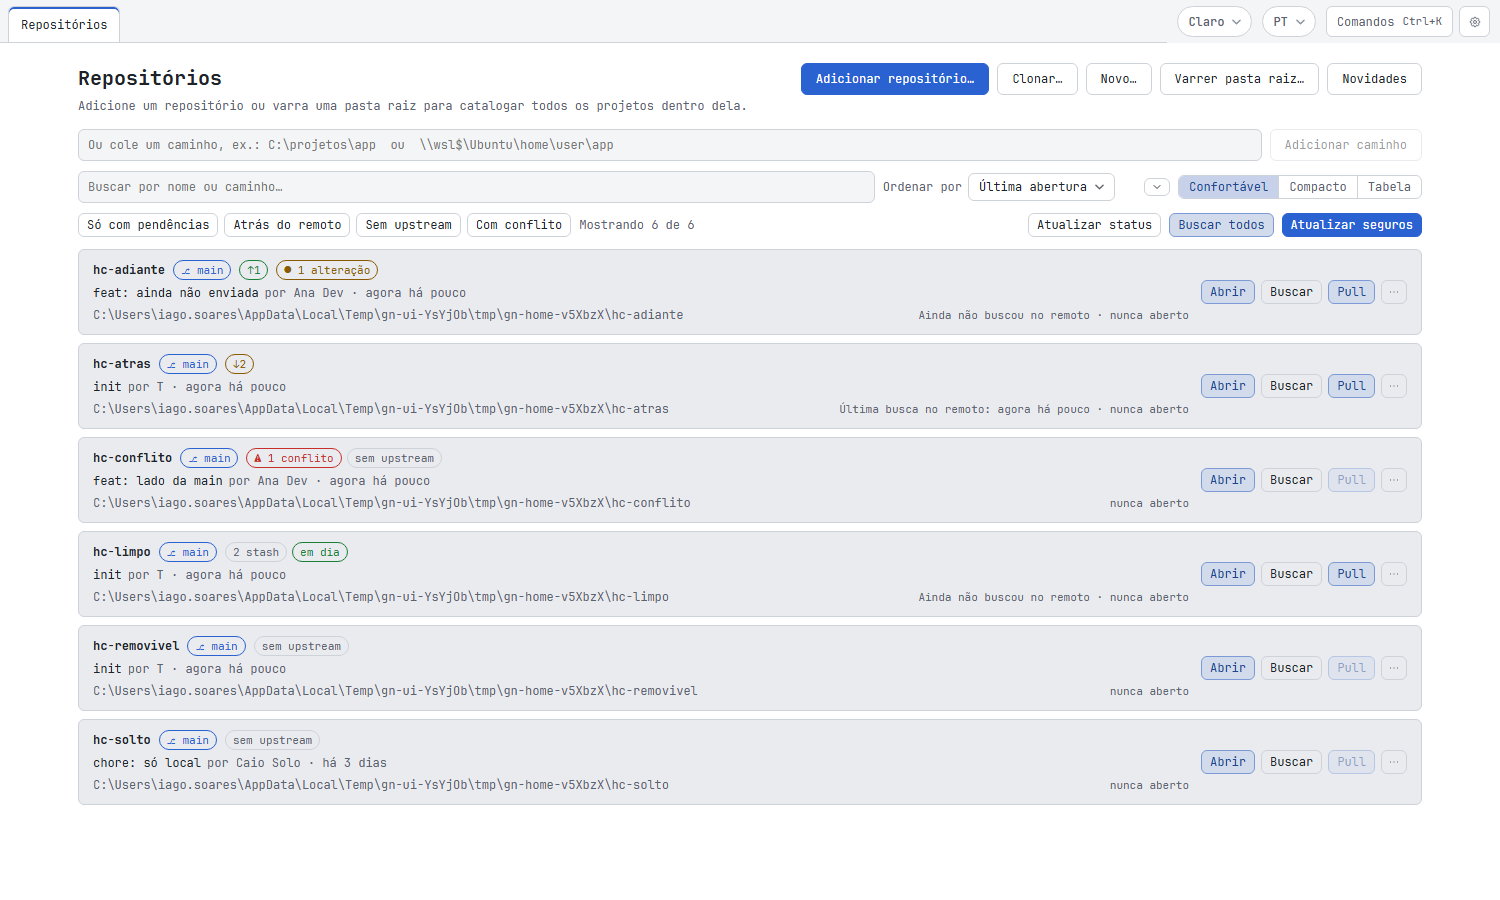 Repositórios
Claro
PT
Comandos Ctrl+K
Repositórios
Adicionar repositório…
Clonar…
Novo…
Varrer pasta raiz…
Novidades
Adicione um repositório ou varra uma pasta raiz para catalogar todos os projetos dentro dela.
Ou cole um caminho, ex.: C:\projetos\app  ou  \\wsl$\Ubuntu\home\user\app
Adicionar caminho
Buscar por nome ou caminho…
Ordenar por
Última abertura
Confortável
Compacto
Tabela
Só com pendências
Atrás do remoto
Sem upstream
Com conflito
Mostrando 6 de 6
Atualizar status
Buscar todos
Atualizar seguros
hc-adiante main ↑1 ● 1 alteração
feat: ainda não enviada por Ana Dev · agora há pouco
C:\Users\iago.soares\AppData\Local\Temp\gn-ui-YsYjOb\tmp\gn-home-v5XbzX\hc-adiante
Ainda não buscou no remoto · nunca aberto
Abrir Buscar Pull ···
hc-atras main ↓2
init por T · agora há pouco
C:\Users\iago.soares\AppData\Local\Temp\gn-ui-YsYjOb\tmp\gn-home-v5XbzX\hc-atras
Última busca no remoto: agora há pouco · nunca aberto
Abrir Buscar Pull ···
hc-conflito main 1 conflito sem upstream
feat: lado da main por Ana Dev · agora há pouco
C:\Users\iago.soares\AppData\Local\Temp\gn-ui-YsYjOb\tmp\gn-home-v5XbzX\hc-conflito
nunca aberto
Abrir Buscar Pull ···
hc-limpo main 2 stash em dia
init por T · agora há pouco
C:\Users\iago.soares\AppData\Local\Temp\gn-ui-YsYjOb\tmp\gn-home-v5XbzX\hc-limpo
Ainda não buscou no remoto · nunca aberto
Abrir Buscar Pull ···
hc-removivel main sem upstream
init por T · agora há pouco
C:\Users\iago.soares\AppData\Local\Temp\gn-ui-YsYjOb\tmp\gn-home-v5XbzX\hc-removivel
nunca aberto
Abrir Buscar Pull ···
hc-solto main sem upstream
chore: só local por Caio Solo · há 3 dias
C:\Users\iago.soares\AppData\Local\Temp\gn-ui-YsYjOb\tmp\gn-home-v5XbzX\hc-solto
nunca aberto
Abrir Buscar Pull ···